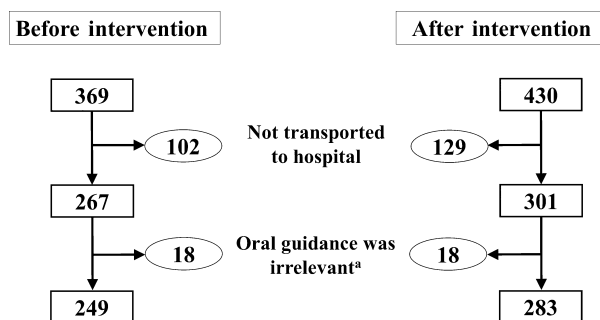 Before intervention After intervention
369 430
102 Not transported to hospital 129
267 301
18 Oral guidance was irrelevantᵃ 18
249 283